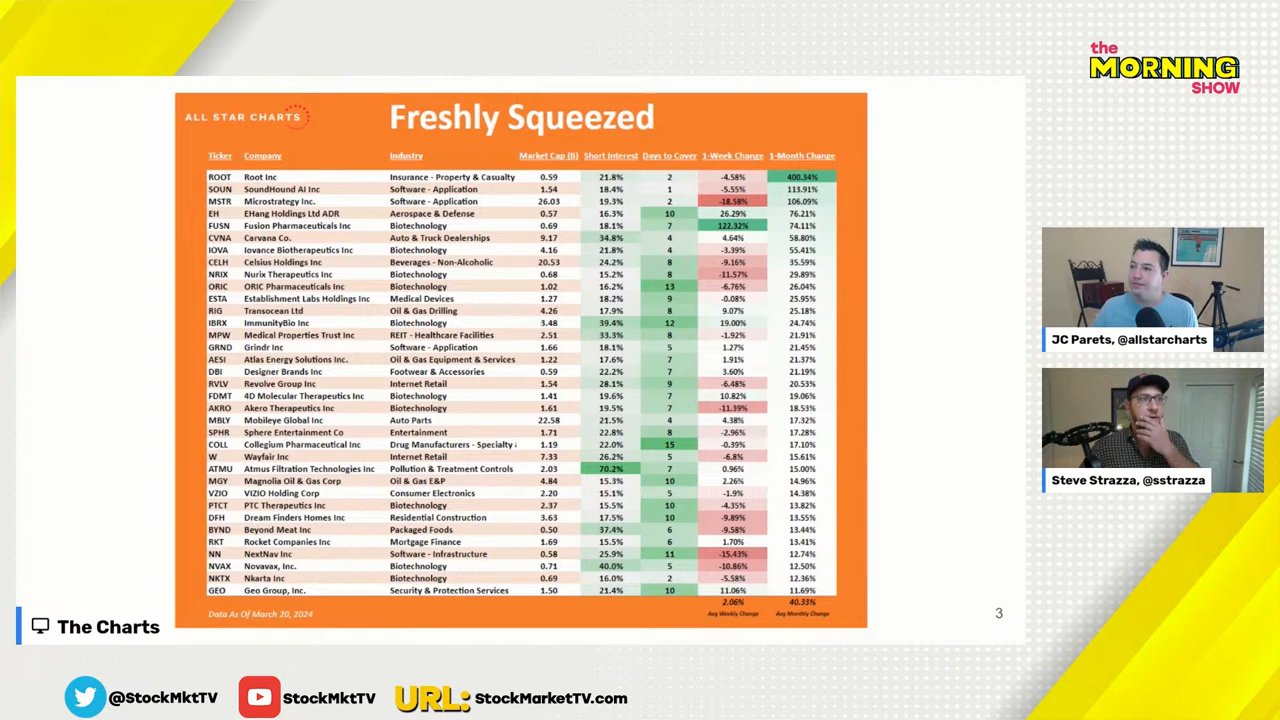 the
MORNING
SHOW
ALL STAR CHARTS
Freshly Squeezed
Ticker Company Industry Market Cap (B) Short Interest Days to Cover 1-Week Change 1-Month Change
ROOT Root Inc Insurance - Property & Casualty 0.59 21.8% 2 -4.58% 400.34%
SOUN SoundHound AI Inc Software - Application 1.54 18.4% 1 -5.55% 113.91%
MSTR Microstrategy Inc. Software - Application 26.03 19.3% 2 -18.58% 106.09%
EH EHang Holdings Ltd ADR Aerospace & Defense 0.57 16.3% 10 26.29% 76.21%
FUSN Fusion Pharmaceuticals Inc Biotechnology 0.69 18.1% 7 122.32% 74.11%
CVNA Carvana Co. Auto & Truck Dealerships 9.17 34.8% 4 4.64% 58.80%
IOVA Iovance Biotherapeutics Inc Biotechnology 4.16 21.8% 4 -3.39% 55.41%
CELH Celsius Holdings Inc Beverages - Non-Alcoholic 20.53 24.2% 8 -9.16% 35.59%
NRIX Nurix Therapeutics Inc Biotechnology 0.68 15.2% 8 -11.57% 29.89%
ORIC ORIC Pharmaceuticals Inc Biotechnology 1.02 16.2% 13 -6.76% 26.04%
ESTA Establishment Labs Holdings Inc Medical Devices 1.27 18.2% 9 -0.08% 25.95%
RIG Transocean Ltd Oil & Gas Drilling 4.26 17.9% 8 9.07% 25.18%
IBRX ImmunityBio Inc Biotechnology 3.48 39.4% 12 19.00% 24.74%
MPW Medical Properties Trust Inc REIT - Healthcare Facilities 2.51 33.3% 8 -1.92% 21.91%
GRND Grindr Inc Software - Application 1.66 18.1% 5 1.27% 21.45%
AESI Atlas Energy Solutions Inc. Oil & Gas Equipment & Services 1.22 17.6% 7 1.91% 21.37%
DBI Designer Brands Inc Footwear & Accessories 0.59 22.2% 7 3.60% 21.19%
RVLV Revolve Group Inc Internet Retail 1.54 28.1% 9 -6.48% 20.53%
FDMT 4D Molecular Therapeutics Inc Biotechnology 1.41 19.6% 7 10.82% 19.06%
AKRO Akero Therapeutics Inc Biotechnology 1.61 19.5% 7 -11.39% 18.53%
MBLY Mobileye Global Inc Auto Parts 22.58 21.5% 4 4.38% 17.32%
SPHR Sphere Entertainment Co Entertainment 1.71 22.8% 8 -2.96% 17.28%
COLL Collegium Pharmaceutical Inc Drug Manufacturers - Specialty 1.19 22.0% 15 -0.39% 17.10%
W Wayfair Inc Internet Retail 7.33 26.2% 5 -6.8% 15.61%
ATMU Atmus Filtration Technologies Inc Pollution & Treatment Controls 2.03 70.2% 7 0.96% 15.00%
MGY Magnolia Oil & Gas Corp Oil & Gas E&P 4.84 15.3% 10 2.26% 14.96%
VZIO VIZIO Holding Corp Consumer Electronics 2.20 15.1% 5 -1.9% 14.38%
PTCT PTC Therapeutics Inc Biotechnology 2.37 15.5% 10 -4.35% 13.82%
DFH Dream Finders Homes Inc Residential Construction 3.63 17.5% 10 -9.89% 13.55%
BYND Beyond Meat Inc Packaged Foods 0.50 37.4% 6 -9.58% 13.44%
RKT Rocket Companies Inc Mortgage Finance 1.69 15.5% 6 1.70% 13.41%
NN NextNav Inc Software - Infrastructure 0.58 25.9% 11 -15.43% 12.74%
NVAX Novavax, Inc. Biotechnology 0.71 40.0% 5 -10.86% 12.50%
NKTX Nkarta Inc Biotechnology 0.69 16.0% 2 -5.58% 12.36%
GEO Geo Group, Inc. Security & Protection Services 1.50 21.4% 10 11.06% 11.69%
2.06% 40.33%
Data As Of March 20, 2024 Avg Weekly Change Avg Monthly Change
3
The Charts
JC Parets, @allstarcharts
Steve Strazza, @sstrazza
@StockMktTV StockMktTV URL: StockMarketTV.com